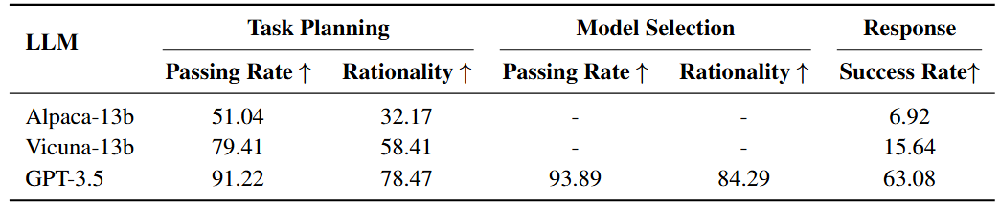 LLM Task Planning Model Selection Response
Passing Rate ↑ Rationality ↑ Passing Rate ↑ Rationality ↑ Success Rate↑
Alpaca-13b 51.04 32.17 - - 6.92
Vicuna-13b 79.41 58.41 - - 15.64
GPT-3.5 91.22 78.47 93.89 84.29 63.08